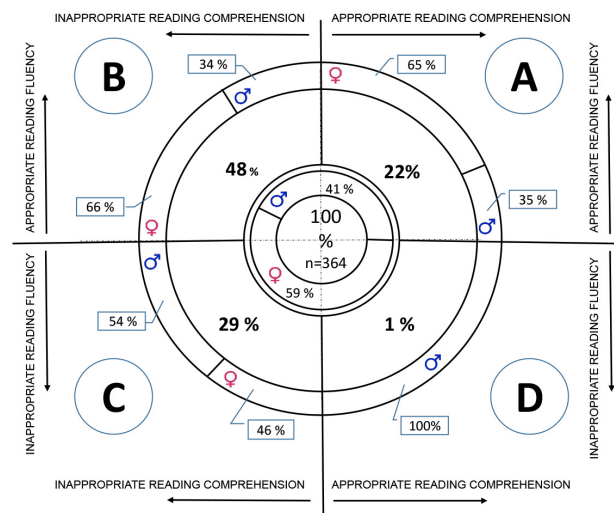 INAPPROPRIATE READING COMPREHENSION
APPROPRIATE READING COMPREHENSION
APPROPRIATE READING FLUENCY
B
34 %
♀
65 %
A
APPROPRIATE READING FLUENCY
♂
48 %
22%
66 %
♀
♂
41 %
100
%
n=364
35 %
♂
♂
♀
59 %
INAPPROPRIATE READING FLUENCY
54 %
29 %
1 %
INAPPROPRIATE READING FLUENCY
C
♀
46 %
♂
100%
D
INAPPROPRIATE READING COMPREHENSION
APPROPRIATE READING COMPREHENSION